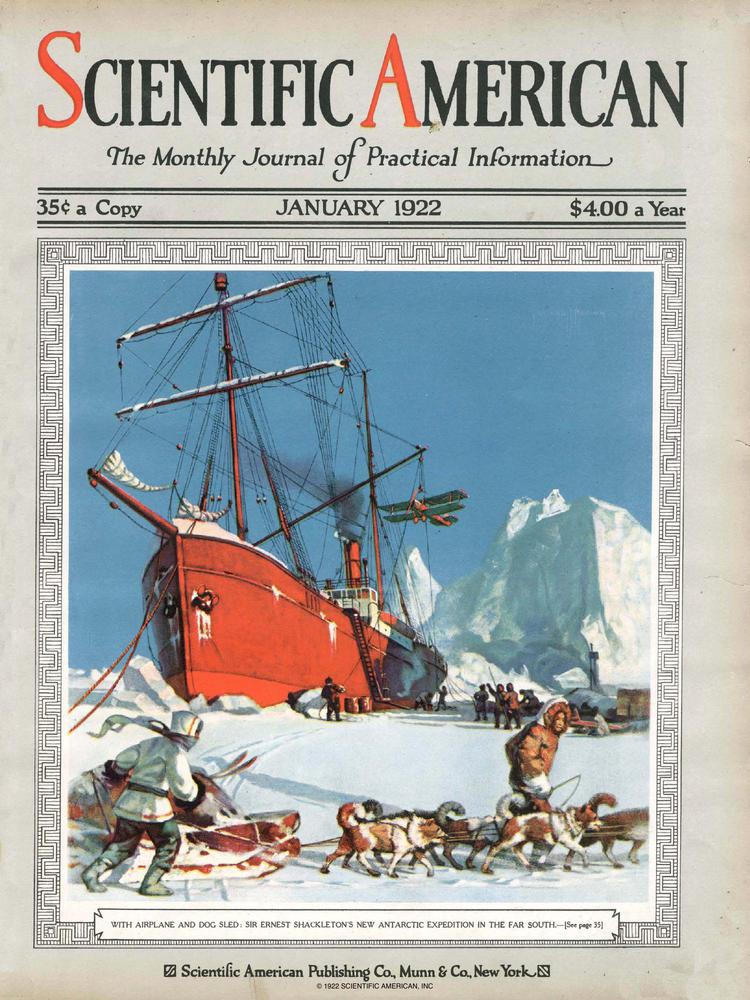 SCIENTIFIC AMERICAN
The Monthly Journal of Practical Information
35¢ a Copy JANUARY 1922 $4.00 a Year
WITH AIRPLANE AND DOG SLED: SIR ERNEST SHACKLETON'S NEW ANTARCTIC EXPEDITION IN THE FAR SOUTH.—[See page 35]
Scientific American Publishing Co., Munn & Co., New York
© 1922 SCIENTIFIC AMERICAN, INC